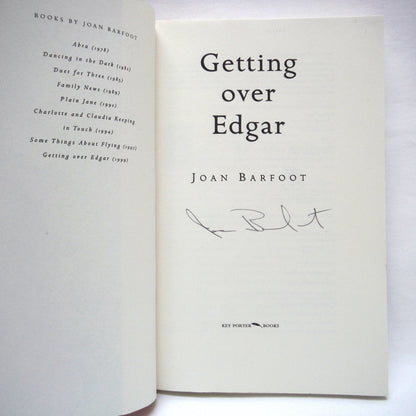 BOOKS BY JOAN BARFOOT
Abra (1978)
Dancing in the Dark (1982)
Duet for Three (1985)
Family News (1989)
Plain Jane (1992)
Charlotte and Claudia Keeping
in Touch (1994)
Some Things About Flying (1997)
Getting over Edgar (1999)
Getting
over
Edgar
JOAN BARFOOT
Joan Barfoot
KEY PORTER BOOKS